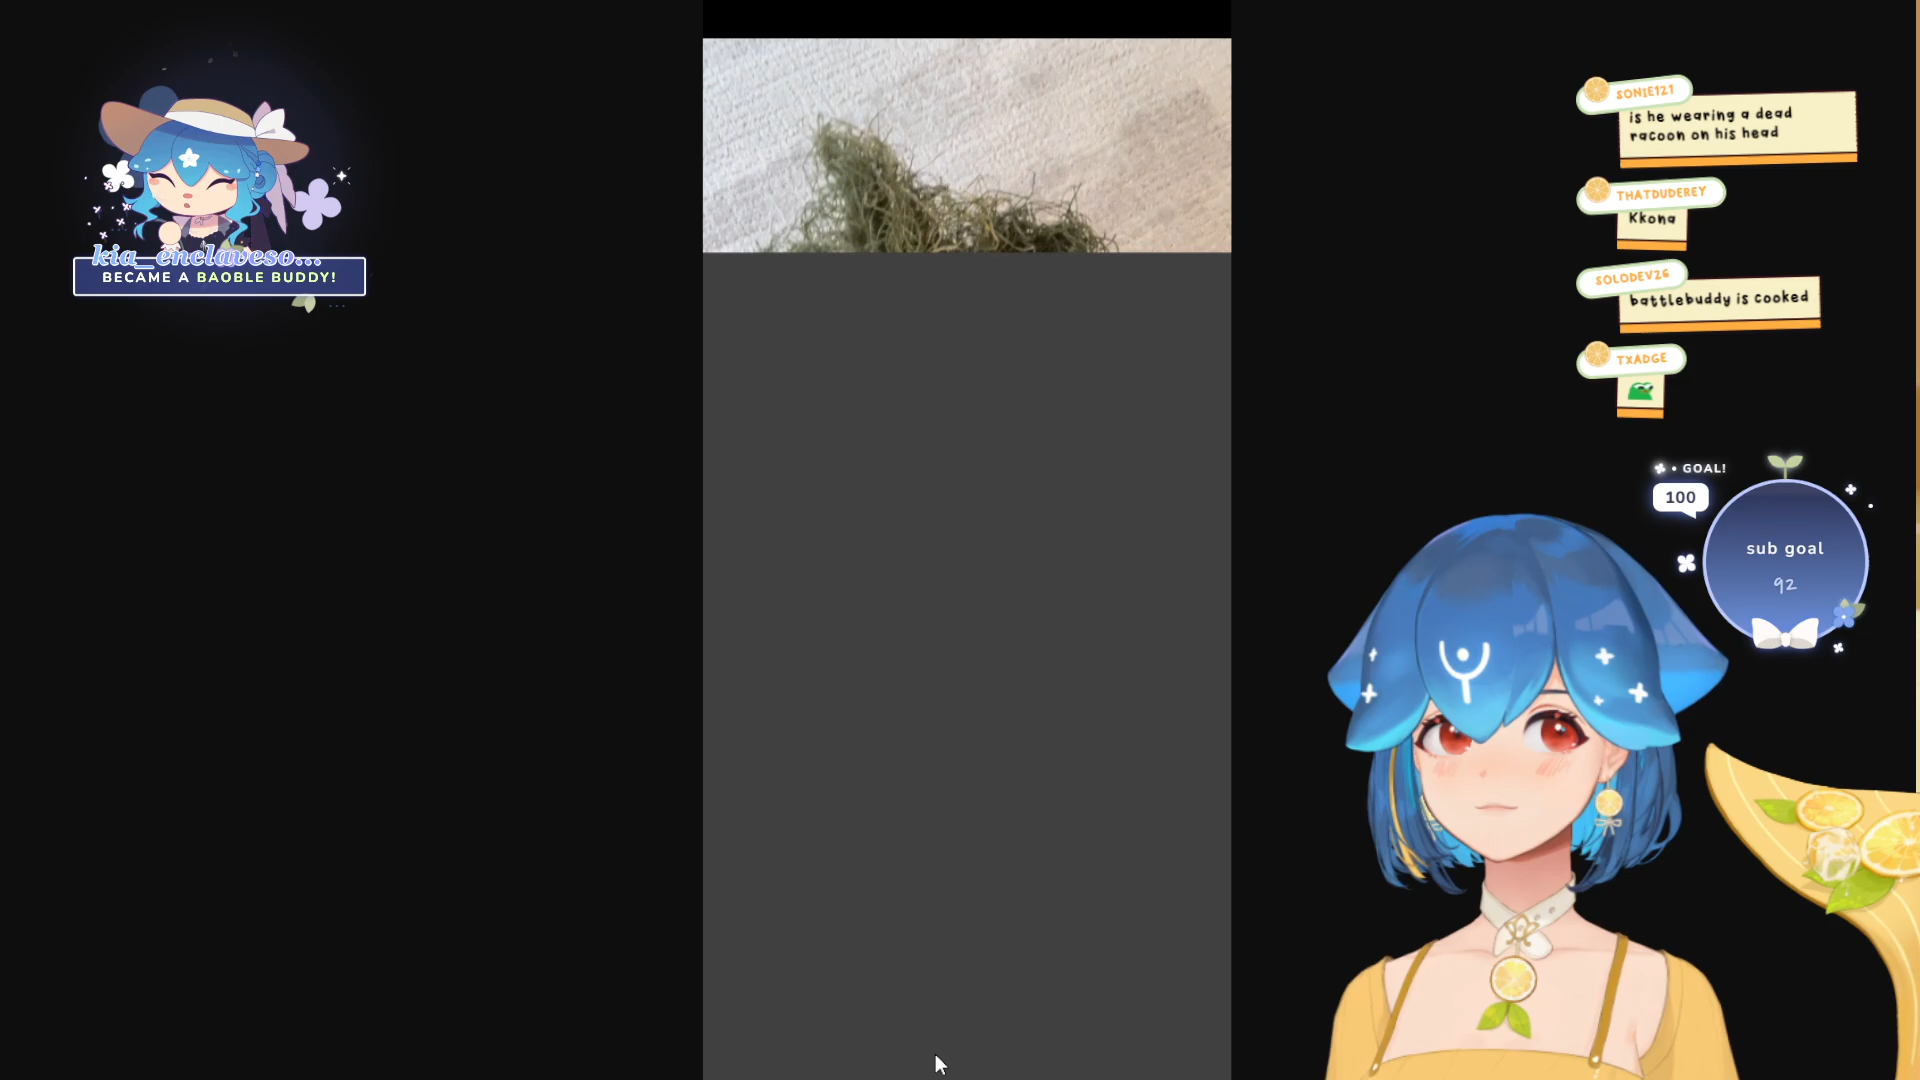 kia_enclaveso...
BECAME A BAOBLE BUDDY!
SONIE121
is he wearing a dead
racoon on his head
THATDUDEREY
Kkona
SOLODEV26
battlebuddy is cooked
TXADGE
• GOAL!
100
sub goal
92